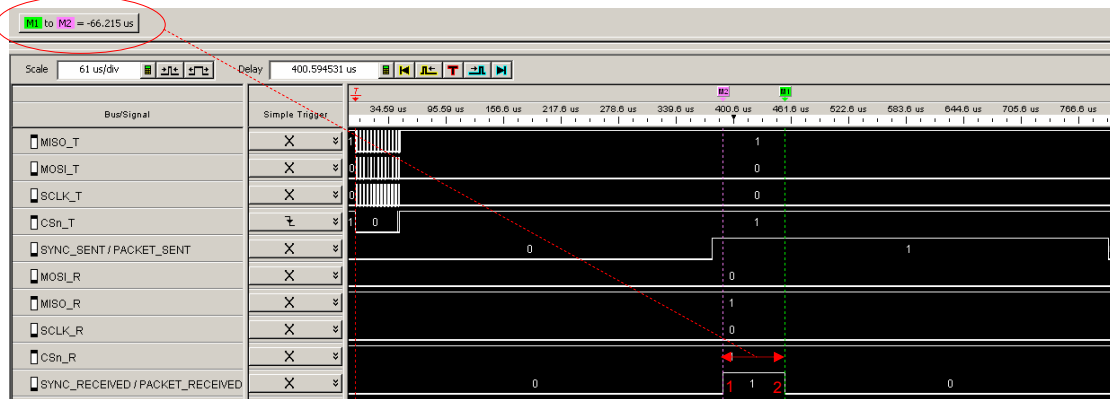 M1 to M2 = -66.215 us
Scale 61 us/div Delay 400.594531 us T
T M2 M1
Bus/Signal Simple Trigger 34.59 us 95.59 us 156.6 us 217.6 us 278.6 us 339.6 us 400.6 us 461.6 us 522.6 us 583.6 us 644.6 us 705.6 us 766.6 us
MISO_T X 1 1
MOSI_T X 0 0
SCLK_T X 0 0
CSn_T 1 0 1
SYNC_SENT / PACKET_SENT X 0 1
MOSI_R X 0
MISO_R X 1
SCLK_R X 0
CSn_R X
SYNC_RECEIVED / PACKET_RECEIVED X 0 1 1 2 0